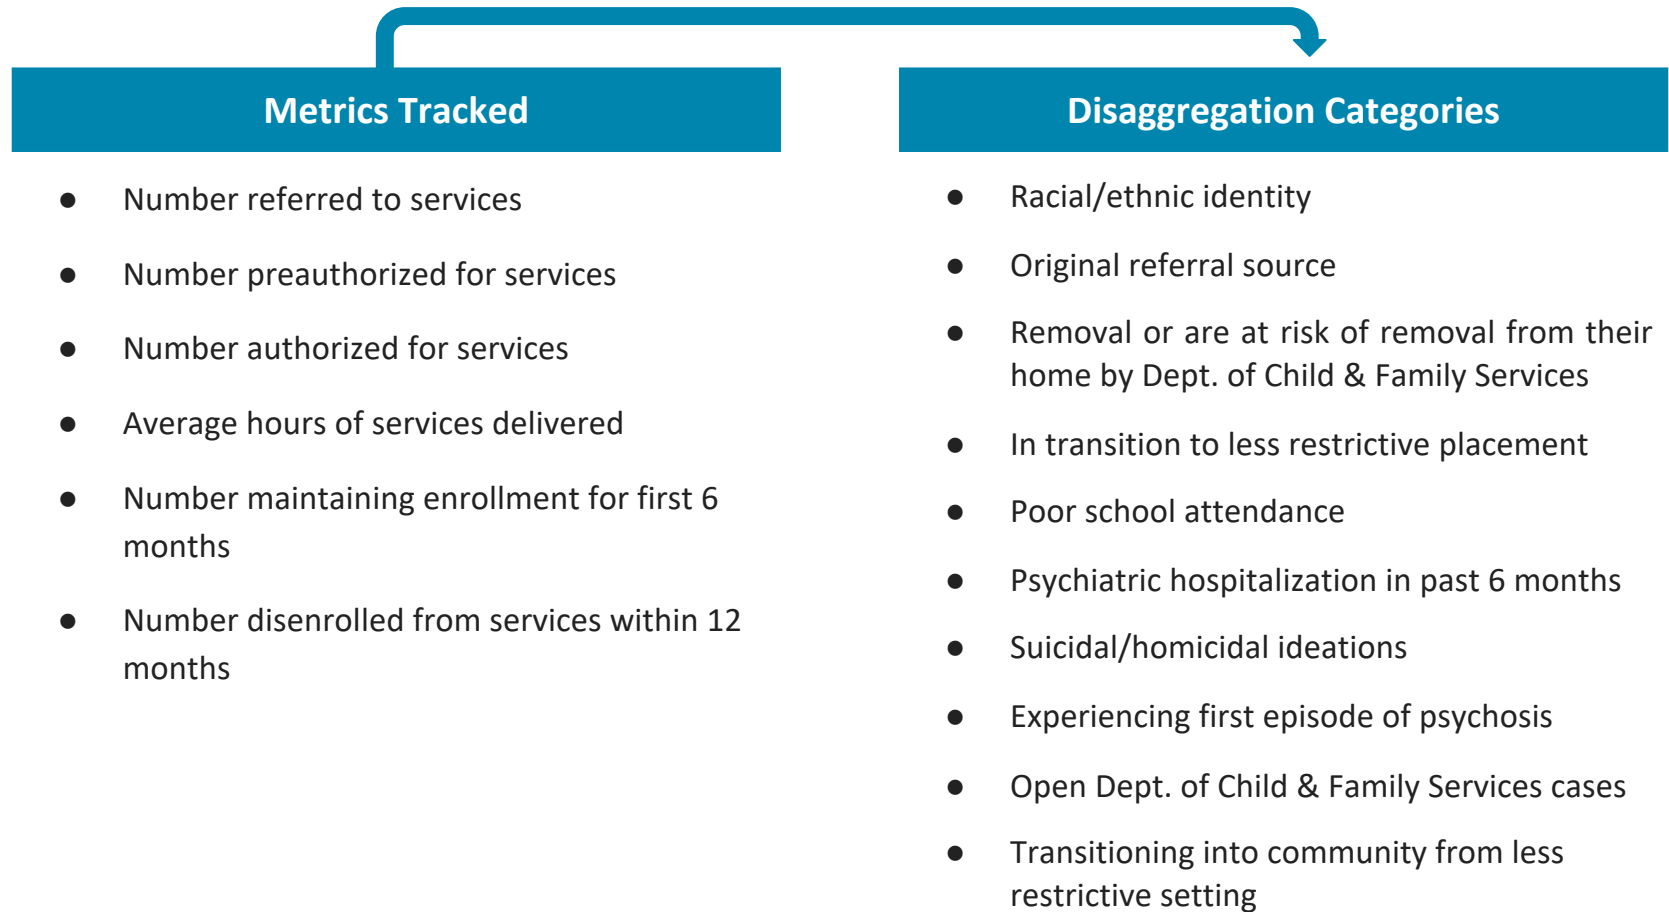 Metrics Tracked
● Number referred to services
● Number preauthorized for services
● Number authorized for services
● Average hours of services delivered
● Number maintaining enrollment for first 6
months
● Number disenrolled from services within 12
months
Disaggregation Categories
● Racial/ethnic identity
● Original referral source
● Removal or are at risk of removal from their
home by Dept. of Child & Family Services
● In transition to less restrictive placement
● Poor school attendance
● Psychiatric hospitalization in past 6 months
● Suicidal/homicidal ideations
● Experiencing first episode of psychosis
● Open Dept. of Child & Family Services cases
● Transitioning into community from less
restrictive setting